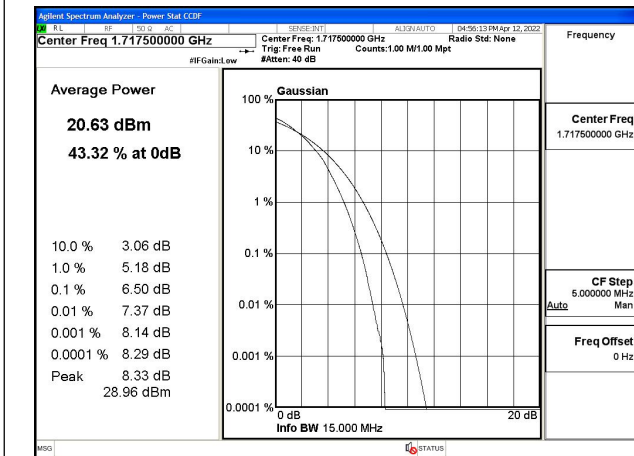 Agilent Spectrum Analyzer - Power Stat CCDF
RL RF 50 Ω AC SENSE:INT ALIGN AUTO 04:56:13 PM Apr 12, 2022
Center Freq 1.717500000 GHz
Center Freq: 1.717500000 GHz Radio Std: None
Trig: Free Run Counts:1.00 M/1.00 Mpt
#IFGain:Low #Atten: 40 dB
Frequency
Average Power
20.63 dBm
43.32 % at 0dB
10.0 % 3.06 dB
1.0 % 5.18 dB
0.1 % 6.50 dB
0.01 % 7.37 dB
0.001 % 8.14 dB
0.0001 % 8.29 dB
Peak 8.33 dB
28.96 dBm
Gaussian
100 %
10 %
1 %
0.1 %
0.01 %
0.001 %
0.0001 %
0 dB 20 dB
Info BW 15.000 MHz
Center Freq
1.717500000 GHz
CF Step
5.000000 MHz
Auto Man
Freq Offset
0 Hz
MSG STATUS